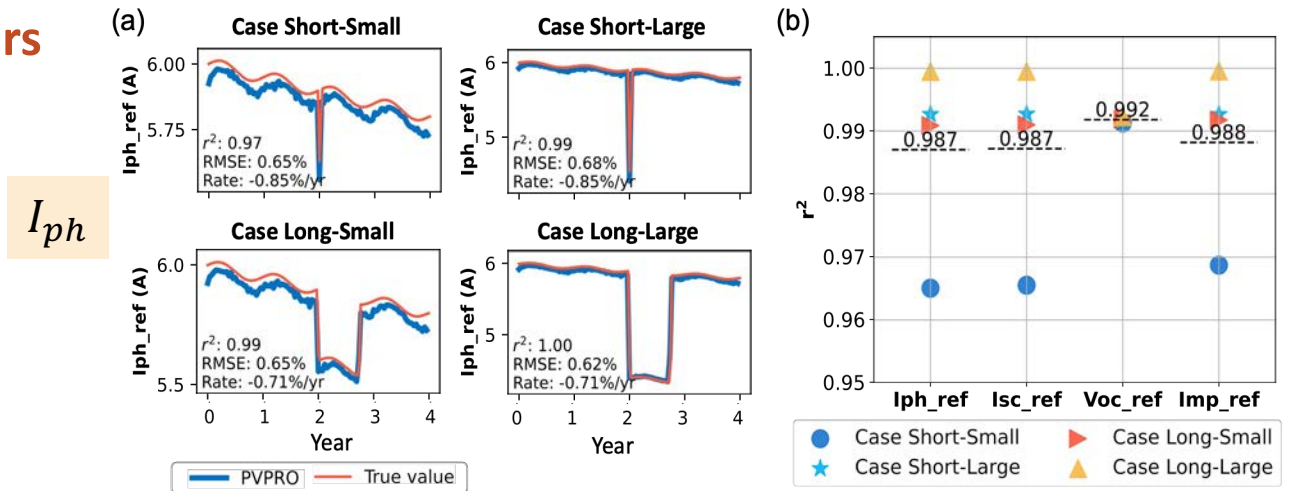 rs
I_ph
(a)
Case Short-Small
Iph_ref (A)
6.00
5.75
r²: 0.97
RMSE: 0.65%
Rate: -0.85%/yr
Case Short-Large
Iph_ref (A)
6
5
r²: 0.99
RMSE: 0.68%
Rate: -0.85%/yr
Case Long-Small
Iph_ref (A)
6.0
5.5
r²: 0.99
RMSE: 0.65%
Rate: -0.71%/yr
0 1 2 3 4
Year
Case Long-Large
Iph_ref (A)
6
5
r²: 1.00
RMSE: 0.62%
Rate: -0.71%/yr
0 1 2 3 4
Year
PVPRO True value
(b)
r²
1.00
0.99
0.98
0.97
0.96
0.95
0.987 0.987 0.992 0.988
Iph_ref Isc_ref Voc_ref Imp_ref
Case Short-Small Case Long-Small
Case Short-Large Case Long-Large